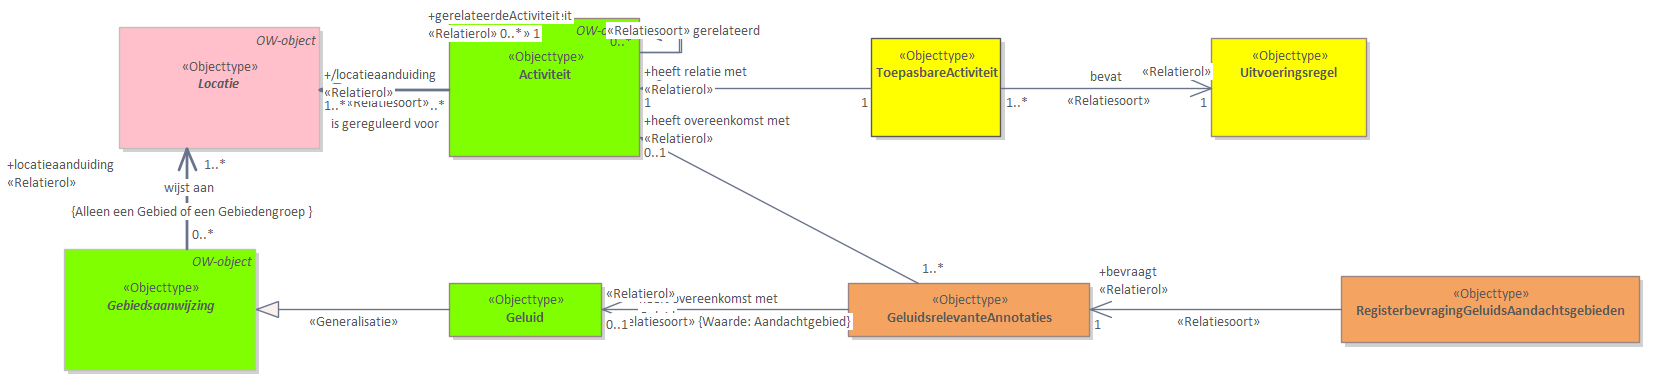 OW-object
«Objecttype»
Locatie
+/locatieaanduiding
«Relatierol»
1..*
«Relatiesoort»
..*
is gereguleerd voor
+gerelateerdeActiviteit
«Relatierol» 0..*
» 1
OW-o
«Objecttype»
Activiteit
0..*
«Relatiesoort» gerelateerd
+heeft relatie met
«Relatierol»
1
1
+heeft overeenkomst met
«Relatierol»
0..1
«Objecttype»
ToepasbareActiviteit
bevat
«Relatierol»
1..*
«Relatiesoort»
1
«Objecttype»
Uitvoeringsregel
+locatieaanduiding
«Relatierol»
1..*
wijst aan
{Alleen een Gebied of een Gebiedengroep }
0..*
OW-object
«Objecttype»
Gebiedsaanwijzing
«Generalisatie»
«Objecttype»
Geluid
«Relatierol»
overeenkomst met
0..1
elatiesoort» {Waarde: Aandachtgebied}
1..*
«Objecttype»
GeluidsrelevanteAnnotaties
+bevraagt
«Relatierol»
1
«Relatiesoort»
«Objecttype»
RegisterbevragingGeluidsAandachtsgebieden